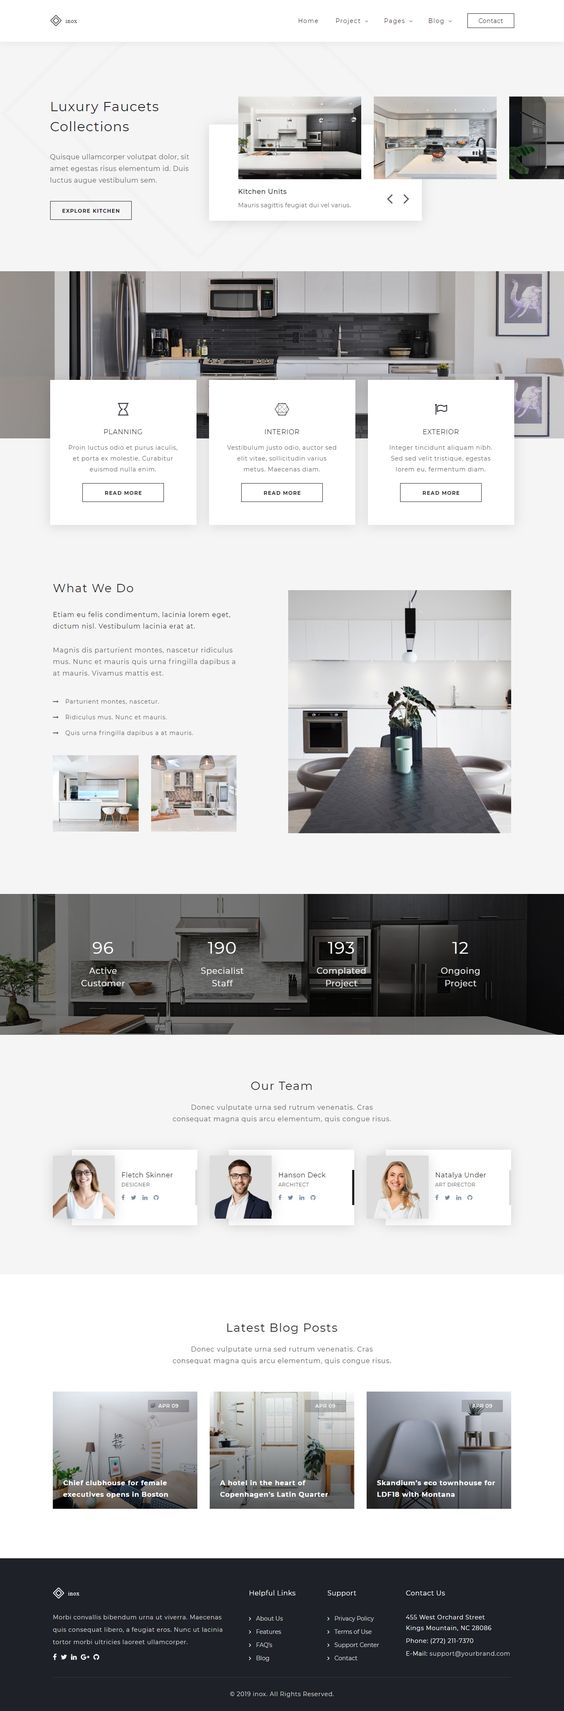 inox
Home Project Pages Blog Contact
Luxury Faucets
Collections
Quisque ullamcorper volutpat dolor, sit
amet egestas risus elementum id. Duis
luctus augue vestibulum sem.
EXPLORE KITCHEN
Kitchen Units
Mauris sagittis feugiat dui vel varius.
PLANNING
Proin luctus odio et purus iaculis,
et porta ex molestie. Curabitur
euismod nulla enim.
READ MORE
INTERIOR
Vestibulum justo odio, auctor sed
elit vitae, sollicitudin varius
metus. Maecenas diam.
READ MORE
EXTERIOR
Integer tincidunt aliquam nibh.
Sed sed velit tristique, egestas
lorem eu, fermentum diam.
READ MORE
What We Do
Etiam eu felis condimentum, lacinia lorem eget,
dictum nisl. Vestibulum lacinia erat at.
Magnis dis parturient montes, nascetur ridiculus
mus. Nunc et mauris quis urna fringilla dapibus a
at mauris. Vivamus mattis est.
Parturient montes, nascetur.
Ridiculus mus. Nunc et mauris.
Quis urna fringilla dapibus a at mauris.
96
Active
Customer
190
Specialist
Staff
193
Complated
Project
12
Ongoing
Project
Our Team
Donec vulputate urna sed rutrum venenatis. Cras
consequat magna quis arcu elementum, quis congue risus.
Fletch Skinner
DESIGNER
Hanson Deck
ARCHITECT
Natalya Under
ART DIRECTOR
Latest Blog Posts
Donec vulputate urna sed rutrum venenatis. Cras
consequat magna quis arcu elementum, quis congue risus.
APR 09
Chief clubhouse for female
executives opens in Boston
APR 09
A hotel in the heart of
Copenhagen's Latin Quarter
APR 09
Skandium's eco townhouse for
LDF18 with Montana
inox
Morbi convallis bibendum urna ut viverra. Maecenas
quis consequat libero, a feugiat eros. Nunc ut lacinia
tortor morbi ultricies laoreet ullamcorper.
Helpful Links
About Us
Features
FAQ's
Blog
Support
Privacy Policy
Terms of Use
Support Center
Contact
Contact Us
455 West Orchard Street
Kings Mountain, NC 28086
Phone: (272) 211-7370
E-Mail: support@yourbrand.com
© 2019 inox. All Rights Reserved.